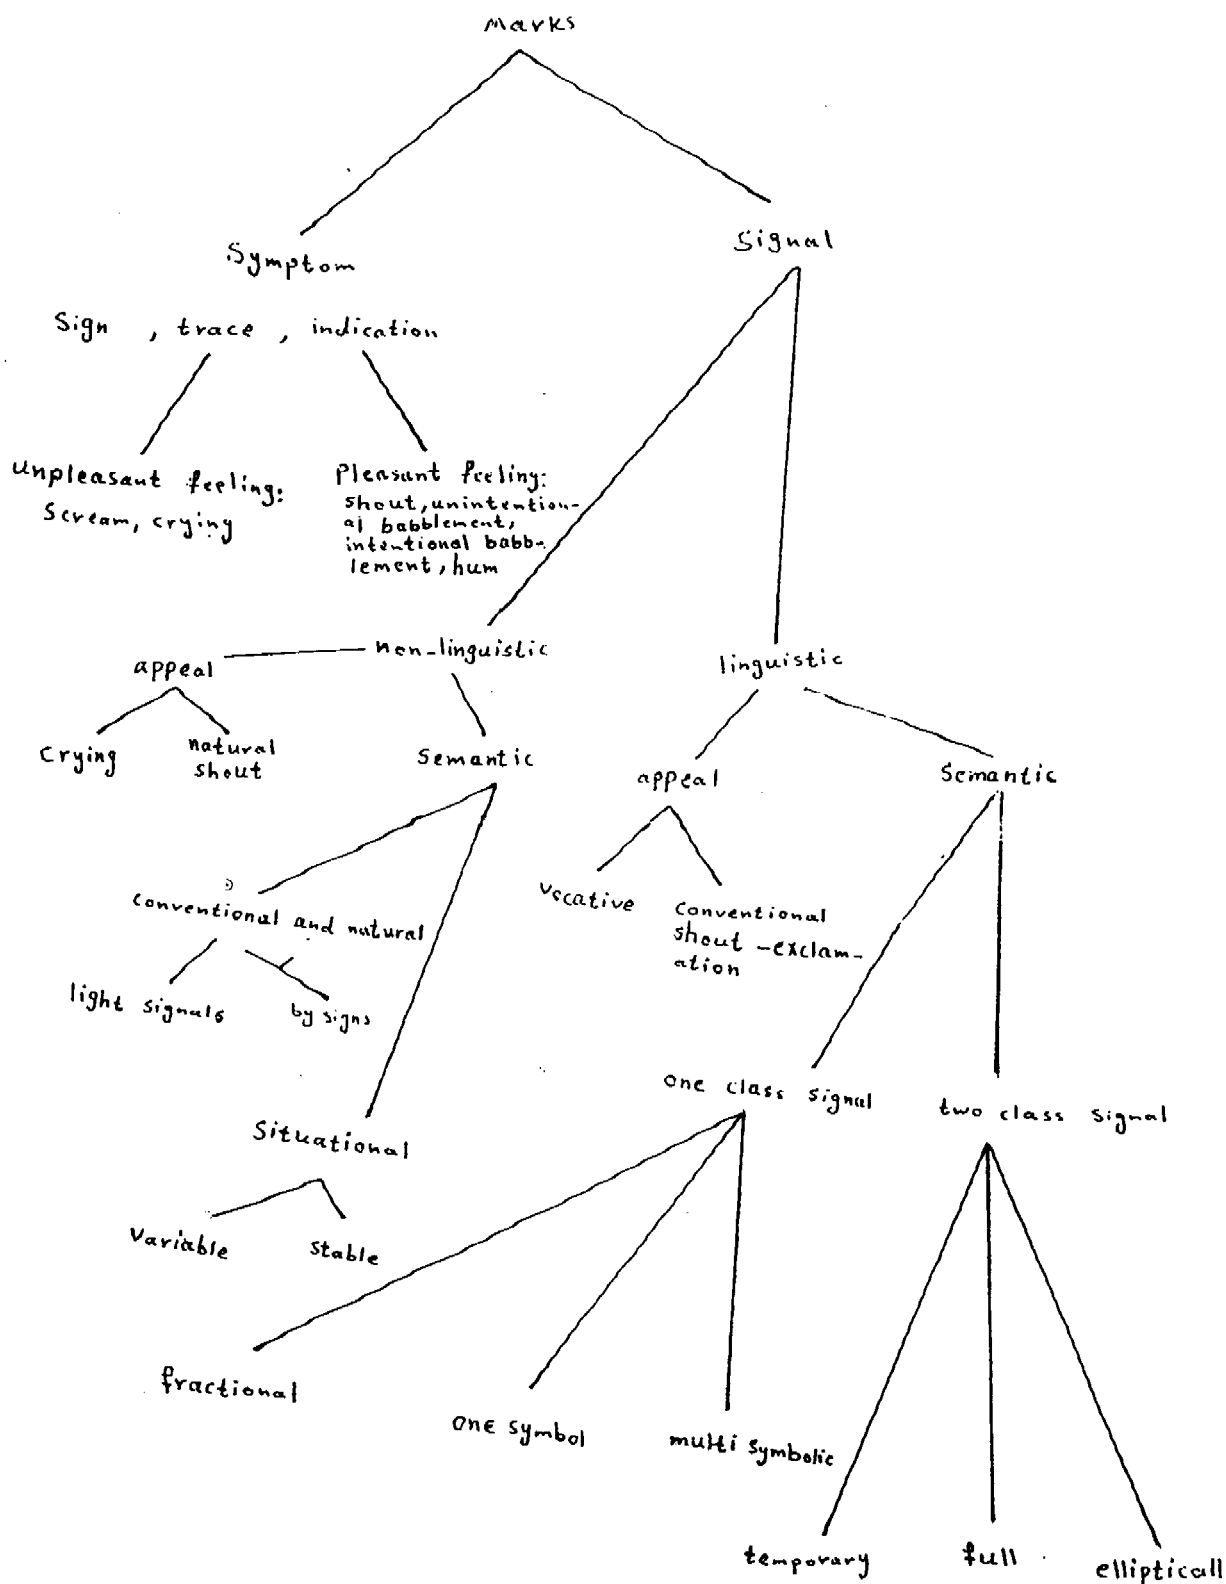 Marks
Symptom
Signal
Sign , trace , indication
unpleasant feeling:
Scream, crying
Pleasant feeling:
shout, unintention-
al babblement,
intentional babb-
lement, hum
appeal
non-linguistic
linguistic
Crying
natural
shout
Semantic
appeal
Semantic
Conventional and natural
Vocative
Conventional
shout -exclam-
ation
light signals
by signs
one class signal
two class signal
Situational
Variable
stable
fractional
one symbol
multi symbolic
temporary
full
ellipticall